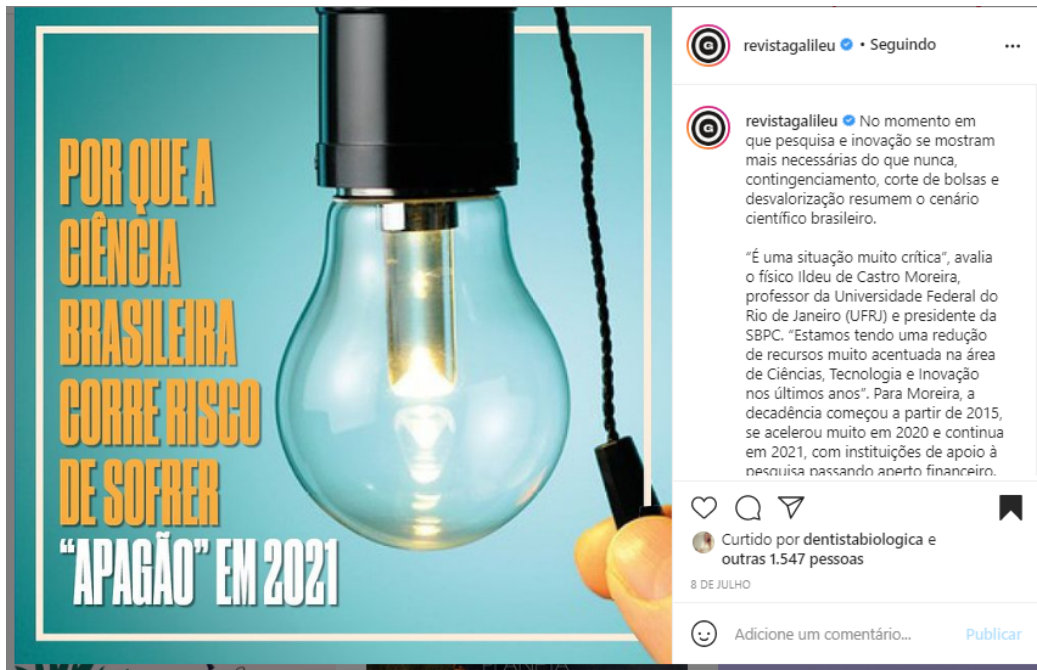 POR QUE A
CIÊNCIA
BRASILEIRA
CORRE RISCO
DE SOFRER
“APAGÃO” EM 2021
revistagalileu • Seguindo
revistagalileu No momento em
que pesquisa e inovação se mostram
mais necessárias do que nunca,
contingenciamento, corte de bolsas e
desvalorização resumem o cenário
científico brasileiro.
“É uma situação muito crítica”, avalia
o físico Ildeu de Castro Moreira,
professor da Universidade Federal do
Rio de Janeiro (UFRJ) e presidente da
SBPC. “Estamos tendo uma redução
de recursos muito acentuada na área
de Ciências, Tecnologia e Inovação
nos últimos anos”. Para Moreira, a
decadência começou a partir de 2015,
se acelerou muito em 2020 e continua
em 2021, com instituições de apoio à
pesquisa passando aperto financeiro.
Curtido por dentistabiologica e
outras 1.547 pessoas
8 DE JULHO
Adicione um comentário... Publicar
PLANETA